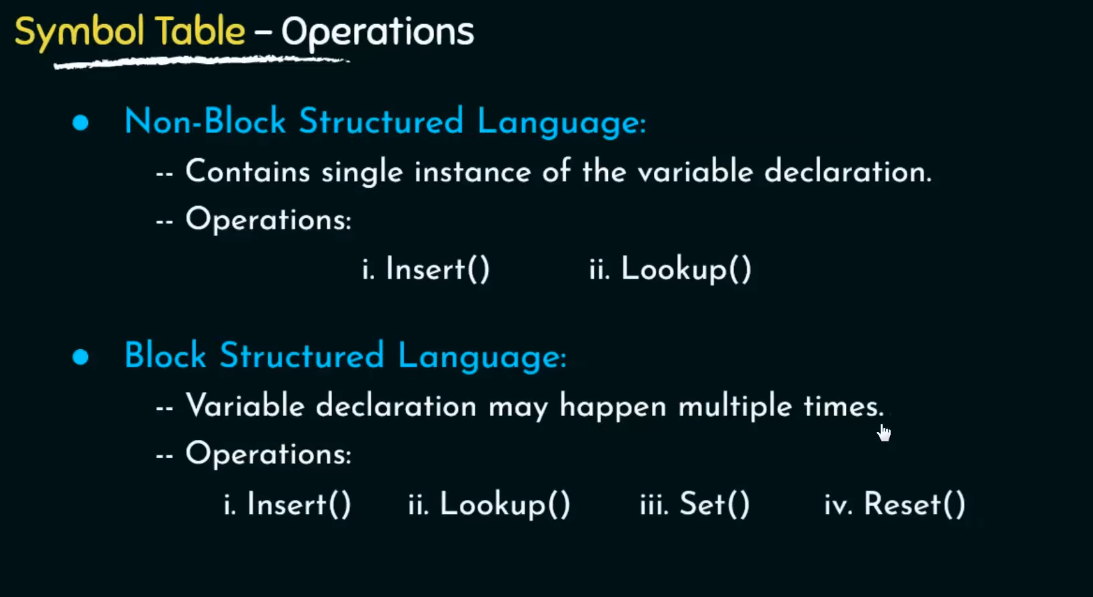 Symbol Table – Operations
● Non-Block Structured Language:
-- Contains single instance of the variable declaration.
-- Operations:
i. Insert() ii. Lookup()
● Block Structured Language:
-- Variable declaration may happen multiple times.
-- Operations:
i. Insert() ii. Lookup() iii. Set() iv. Reset()